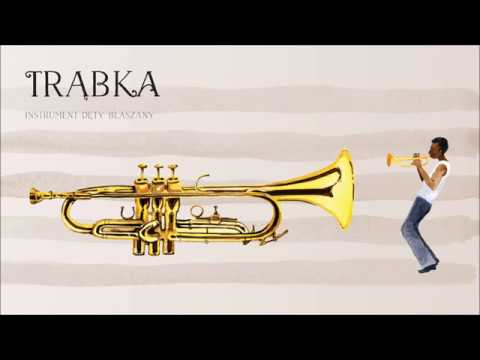 TRĄBKA
INSTRUMENT DĘTY BLASZANY